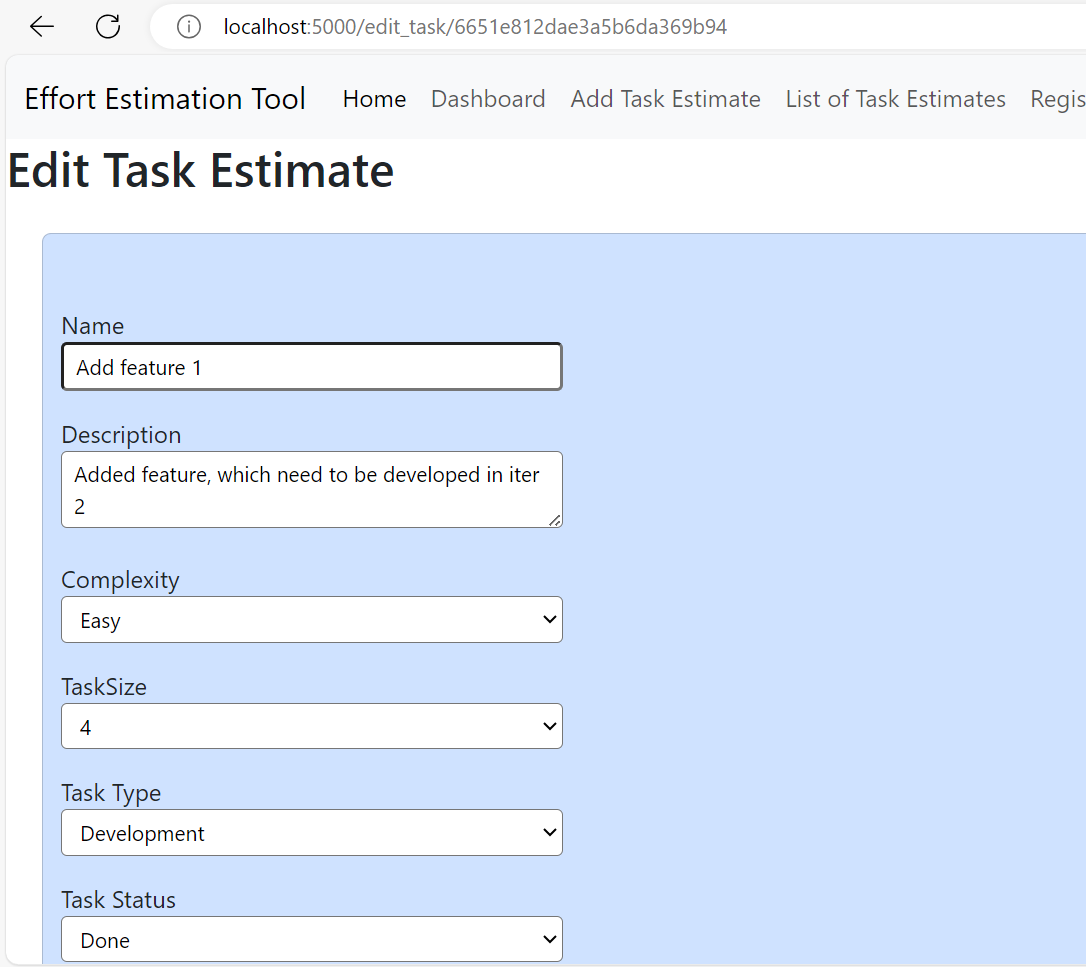 localhost:5000/edit_task/6651e812dae3a5b6da369b94
Effort Estimation Tool Home Dashboard Add Task Estimate List of Task Estimates Regis
Edit Task Estimate
Name
Add feature 1
Description
Added feature, which need to be developed in iter
2
Complexity
Easy
TaskSize
4
Task Type
Development
Task Status
Done